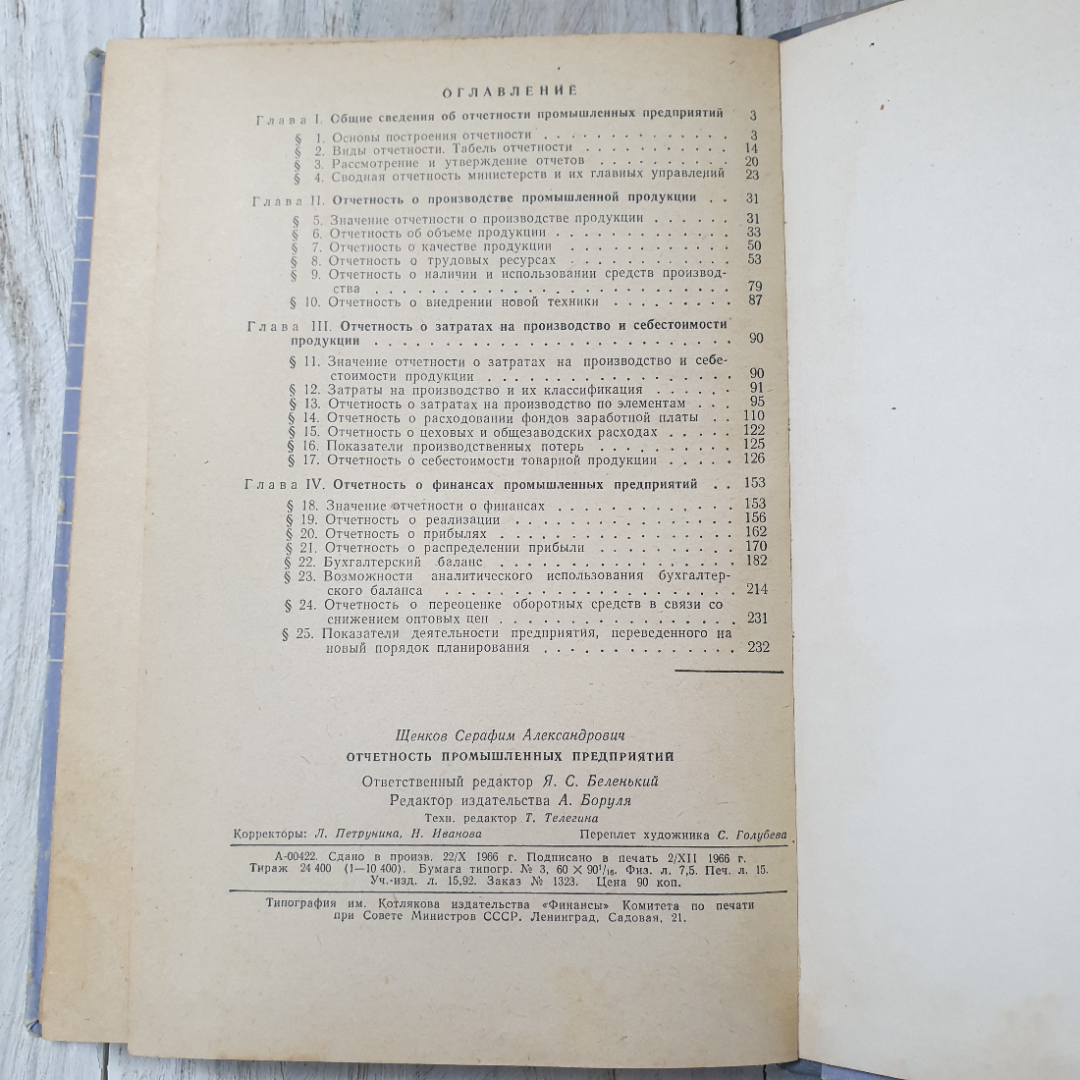 ОГЛАВЛЕНИЕ
Глава I. Общие сведения об отчетности промышленных предприятий 3
§ 1. Основы построения отчетности . . . . . . . . . . . . . 3
§ 2. Виды отчетности. Табель отчетности . . . . . . . . . . . 14
§ 3. Рассмотрение и утверждение отчетов . . . . . . . . . . 20
§ 4. Сводная отчетность министерств и их главных управлений 23
Глава II. Отчетность о производстве промышленной продукции . . 31
§ 5. Значение отчетности о производстве продукции . . . . . . 31
§ 6. Отчетность об объеме продукции . . . . . . . . . . . . . 33
§ 7. Отчетность о качестве продукции . . . . . . . . . . . . . 50
§ 8. Отчетность о трудовых ресурсах . . . . . . . . . . . . 53
§ 9. Отчетность о наличии и использовании средств производ-
ства . . . . . . . . . . . . . . . . . . . . . . . . . . 79
§ 10. Отчетность о внедрении новой техники . . . . . . . . . 87
Глава III. Отчетность о затратах на производство и себестоимости
продукции . . . . . . . . . . . . . . . . . . . . . . . . . 90
§ 11. Значение отчетности о затратах на производство и себе-
стоимости продукции . . . . . . . . . . . . . . . . . 90
§ 12. Затраты на производство и их классификация . . . . . . 91
§ 13. Отчетность о затратах на производство по элементам . . . 95
§ 14. Отчетность о расходовании фондов заработной платы . . 110
§ 15. Отчетность о цеховых и общезаводских расходах . . . . . 122
§ 16. Показатели производственных потерь . . . . . . . . . . 125
§ 17. Отчетность о себестоимости товарной продукции . . . . . 126
Глава IV. Отчетность о финансах промышленных предприятий . . 153
§ 18. Значение отчетности о финансах . . . . . . . . . . . . . 153
§ 19. Отчетность о реализации . . . . . . . . . . . . . . . 156
§ 20. Отчетность о прибылях . . . . . . . . . . . . . . . . 162
§ 21. Отчетность о распределении прибыли . . . . . . . . . . 170
§ 22. Бухгалтерский баланс . . . . . . . . . . . . . . . . 182
§ 23. Возможности аналитического использования бухгалтер-
ского баланса . . . . . . . . . . . . . . . . . . . . 214
§ 24. Отчетность о переоценке оборотных средств в связи со
снижением оптовых цен . . . . . . . . . . . . . . . . . 231
§ 25. Показатели деятельности предприятия, переведенного на
новый порядок планирования . . . . . . . . . . . . . . 232
Щенков Серафим Александрович
ОТЧЕТНОСТЬ ПРОМЫШЛЕННЫХ ПРЕДПРИЯТИЙ
Ответственный редактор Я. С. Беленький
Редактор издательства А. Боруля
Техн. редактор Т. Телегина
Корректоры: Л. Петрунина, Н. Иванова Переплет художника С. Голубева
А-00422. Сдано в произв. 22/X 1966 г. Подписано в печать 2/XII 1966 г.
Тираж 24 400 (1—10 400). Бумага типогр. № 3, 60 × 90¹/₁₆. Физ. л. 7,5. Печ. л. 15.
Уч.-изд. л. 15,92. Заказ № 1323. Цена 90 коп.
Типография им. Котлякова издательства «Финансы» Комитета по печати
при Совете Министров СССР. Ленинград, Садовая, 21.